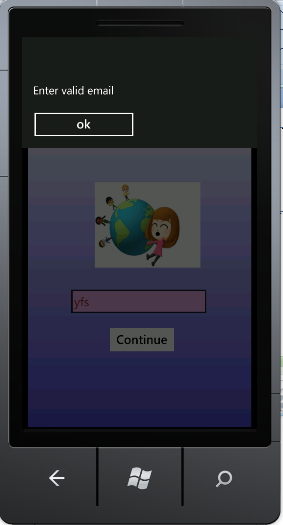 Enter valid email
ok
yfs
Continue